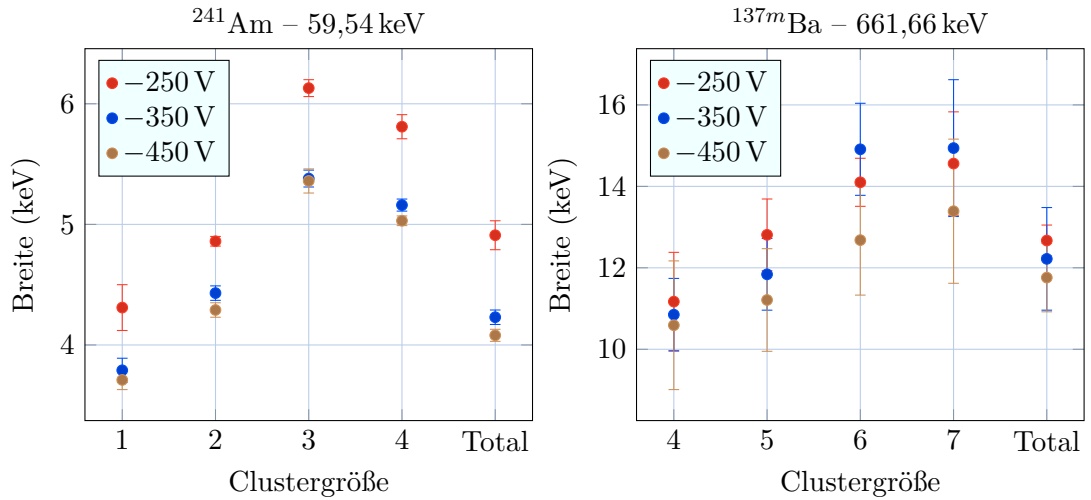 ²⁴¹Am – 59,54 keV
−250 V
−350 V
−450 V
6
5
4
Breite (keV)
1 2 3 4 Total
Clustergröße
¹³⁷ᵐBa – 661,66 keV
−250 V
−350 V
−450 V
16
14
12
10
Breite (keV)
4 5 6 7 Total
Clustergröße